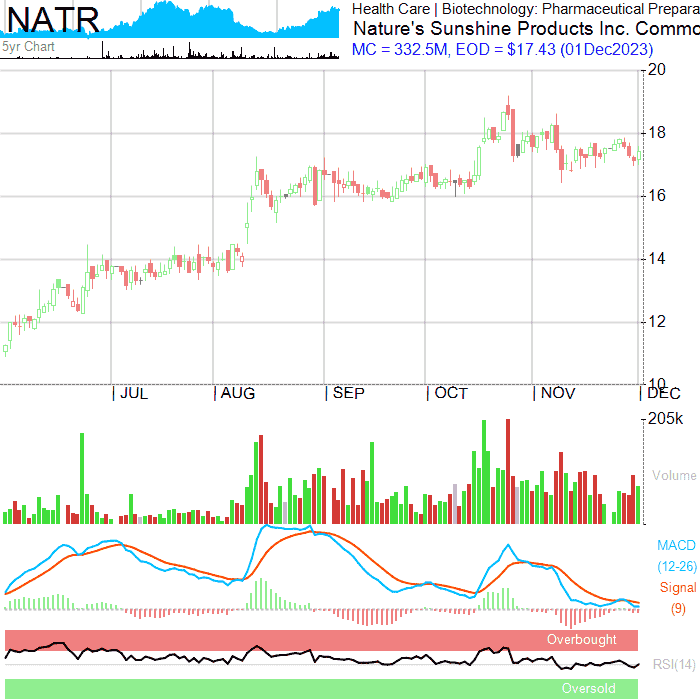 NATR
5yr Chart
Health Care | Biotechnology: Pharmaceutical Prepara
Nature's Sunshine Products Inc. Commo
MC = 332.5M, EOD = $17.43 (01Dec2023)
20
18
16
14
12
10
JUL
AUG
SEP
OCT
NOV
DEC
205k
Volume
MACD
(12-26)
Signal
(9)
Overbought
RSI(14)
Oversold